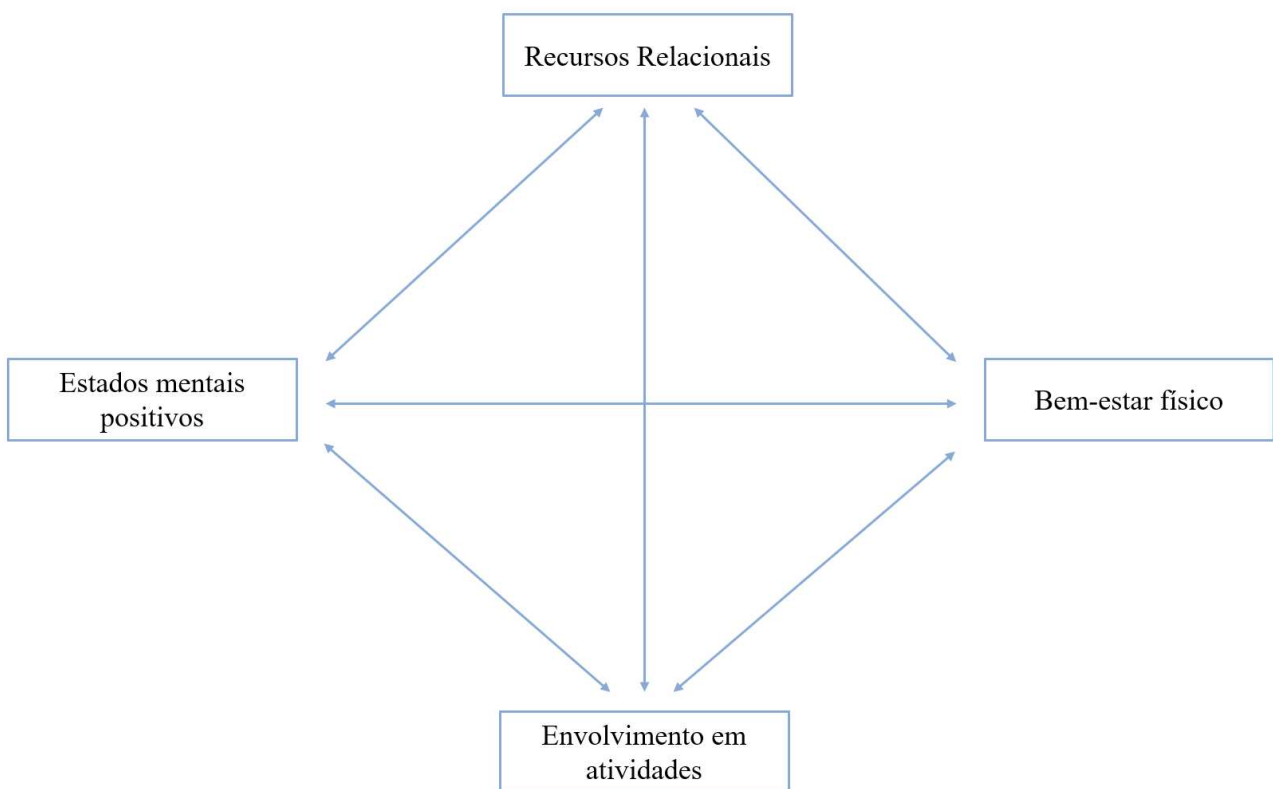 Recursos Relacionais
Estados mentais
positivos
Bem-estar físico
Envolvimento em
atividades